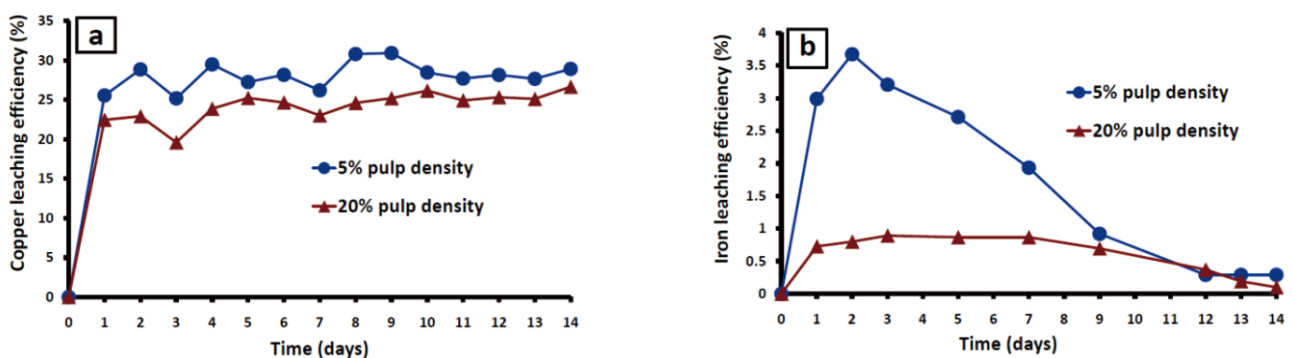 a
Copper leaching efficiency (%)
35
30
25
20
15
10
5
0
5% pulp density
20% pulp density
0 1 2 3 4 5 6 7 8 9 10 11 12 13 14
Time (days)
b
Iron leaching efficiency (%)
4
3.5
3
2.5
2
1.5
1
0.5
0
5% pulp density
20% pulp density
0 1 2 3 4 5 6 7 8 9 10 10 12 13 14
Time (days)